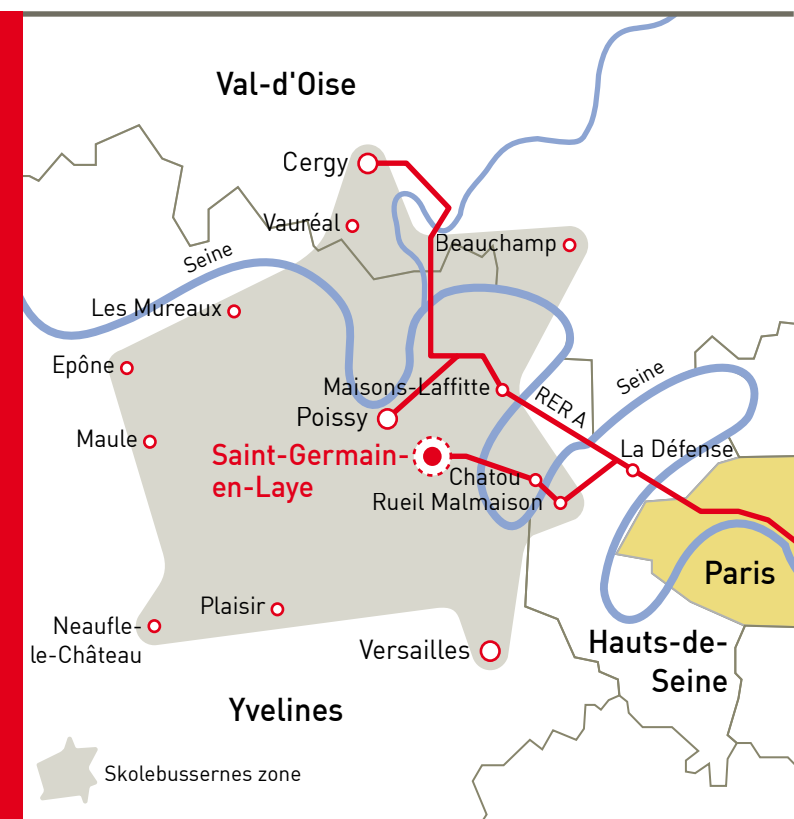 Val-d'Oise
Cergy
Vauréal
Beauchamp
Seine
Les Mureaux
Epône
Seine
Maisons-Laffitte
RER A
Poissy
Maule
Saint-Germain-
en-Laye
La Défense
Chatou
Rueil Malmaison
Paris
Plaisir
Neaufle-
le-Château
Versailles
Hauts-de-
Seine
Yvelines
Skolebussernes zone